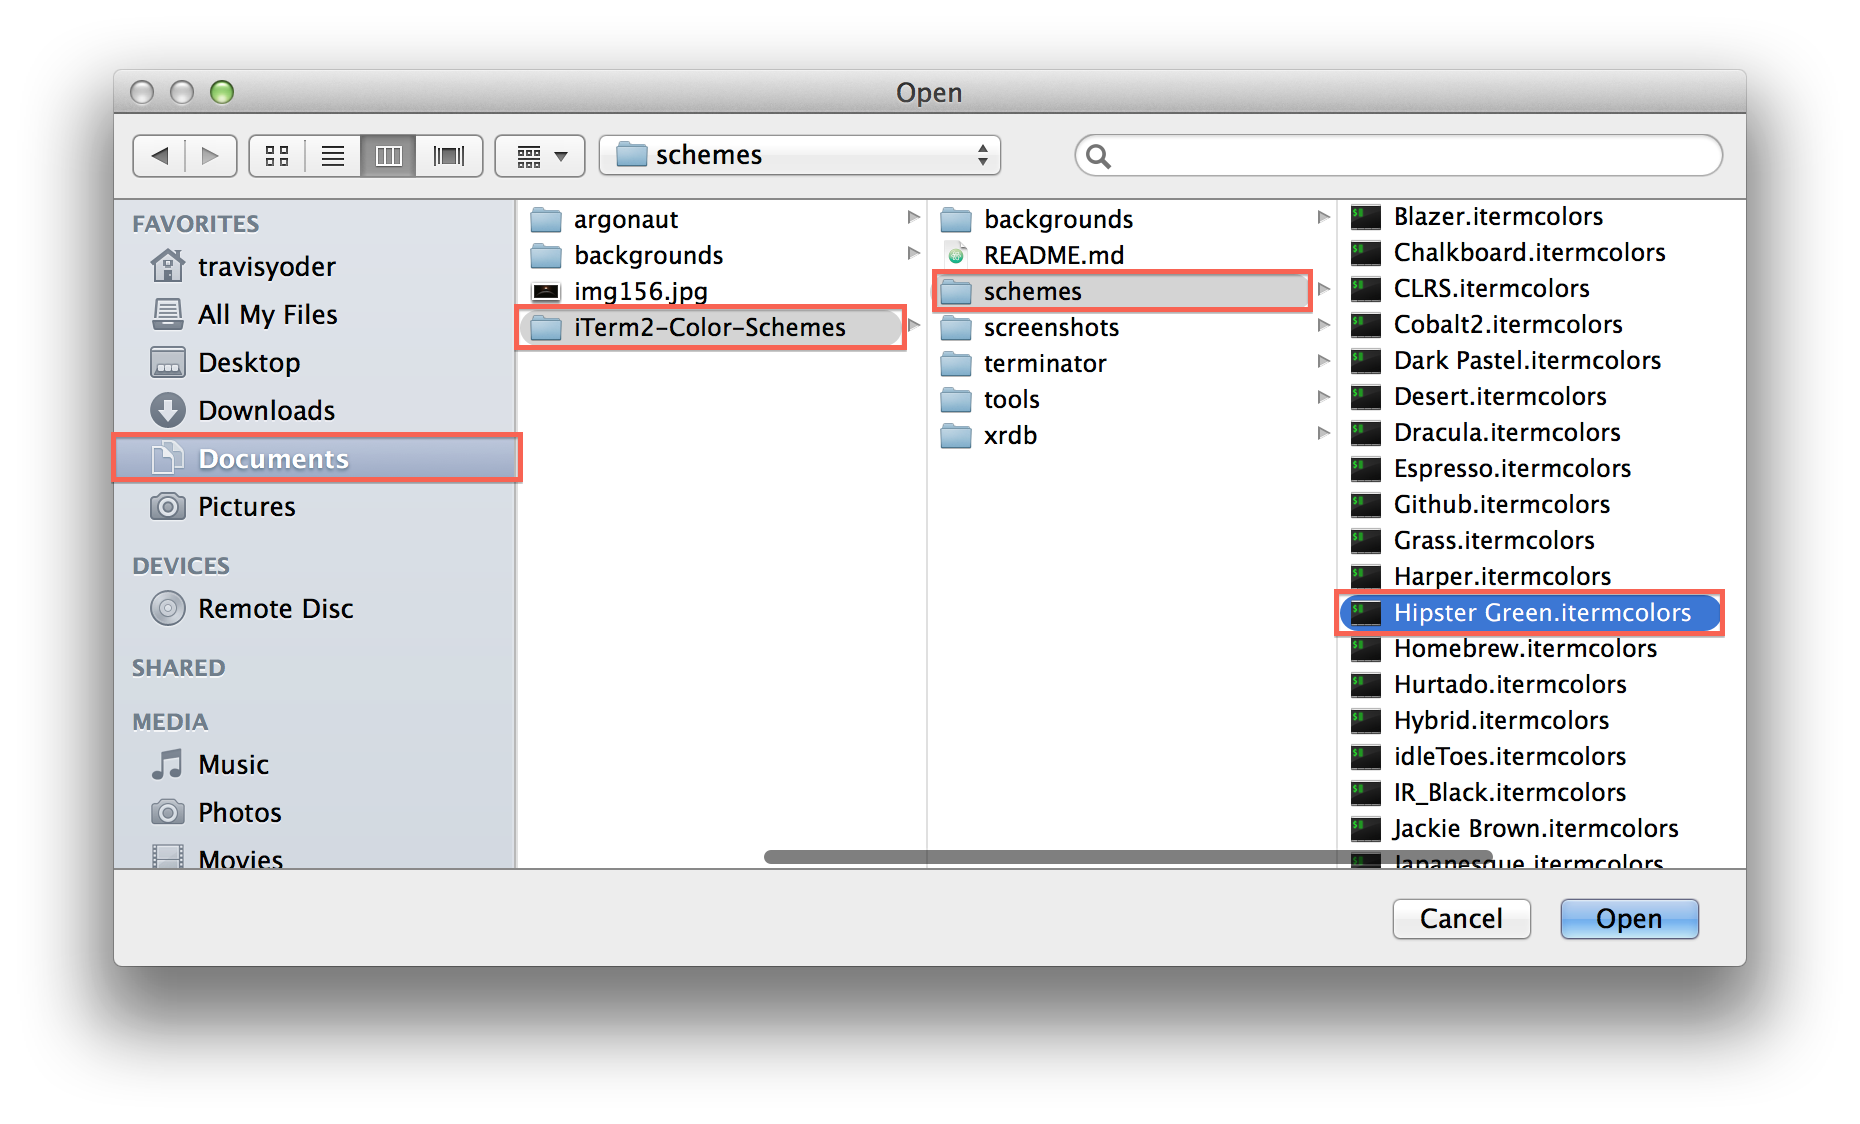 Open
schemes
FAVORITES
travisyoder
All My Files
Desktop
Downloads
Documents
Pictures
DEVICES
Remote Disc
SHARED
MEDIA
Music
Photos
Movies
argonaut
backgrounds
img156.jpg
iTerm2-Color-Schemes
backgrounds
README.md
schemes
screenshots
terminator
tools
xrdb
Blazer.itermcolors
Chalkboard.itermcolors
CLRS.itermcolors
Cobalt2.itermcolors
Dark Pastel.itermcolors
Desert.itermcolors
Dracula.itermcolors
Espresso.itermcolors
Github.itermcolors
Grass.itermcolors
Harper.itermcolors
Hipster Green.itermcolors
Homebrew.itermcolors
Hurtado.itermcolors
Hybrid.itermcolors
idleToes.itermcolors
IR_Black.itermcolors
Jackie Brown.itermcolors
Japanesque.itermcolors
Cancel
Open